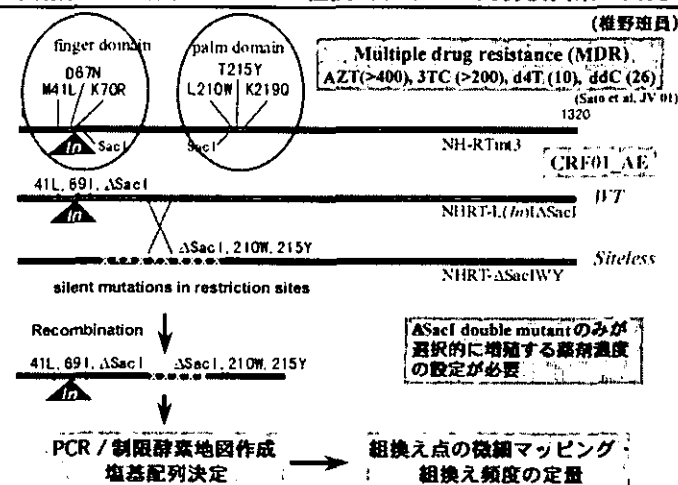 (椎野班員)
finger domain
palm domain
D67N
M41L
K70R
T215Y
L210W
K219Q
Multiple drug resistance (MDR)
AZT(>400), 3TC (>200), d4T (10), ddC (26)
(Sato et al, JV 01)
1320
In
SacI
SacI
NH-RTmt3
CRF01_AE
41L, 69I, ΔSacI
WT
In
NHRT-L(In)IΔSacI
ΔSacI, 210W, 215Y
Siteless
NHRT-ΔSacIWY
silent mutations in restriction sites
Recombination
41L, 69I, ΔSacI
ΔSacI, 210W, 215Y
In
ΔSacI double mutantのみが
選択的に増殖する薬剤濃度
の設定が必要
PCR / 制限酵素地図作成
塩基配列決定
組換え点の微細マッピング
組換え頻度の定量